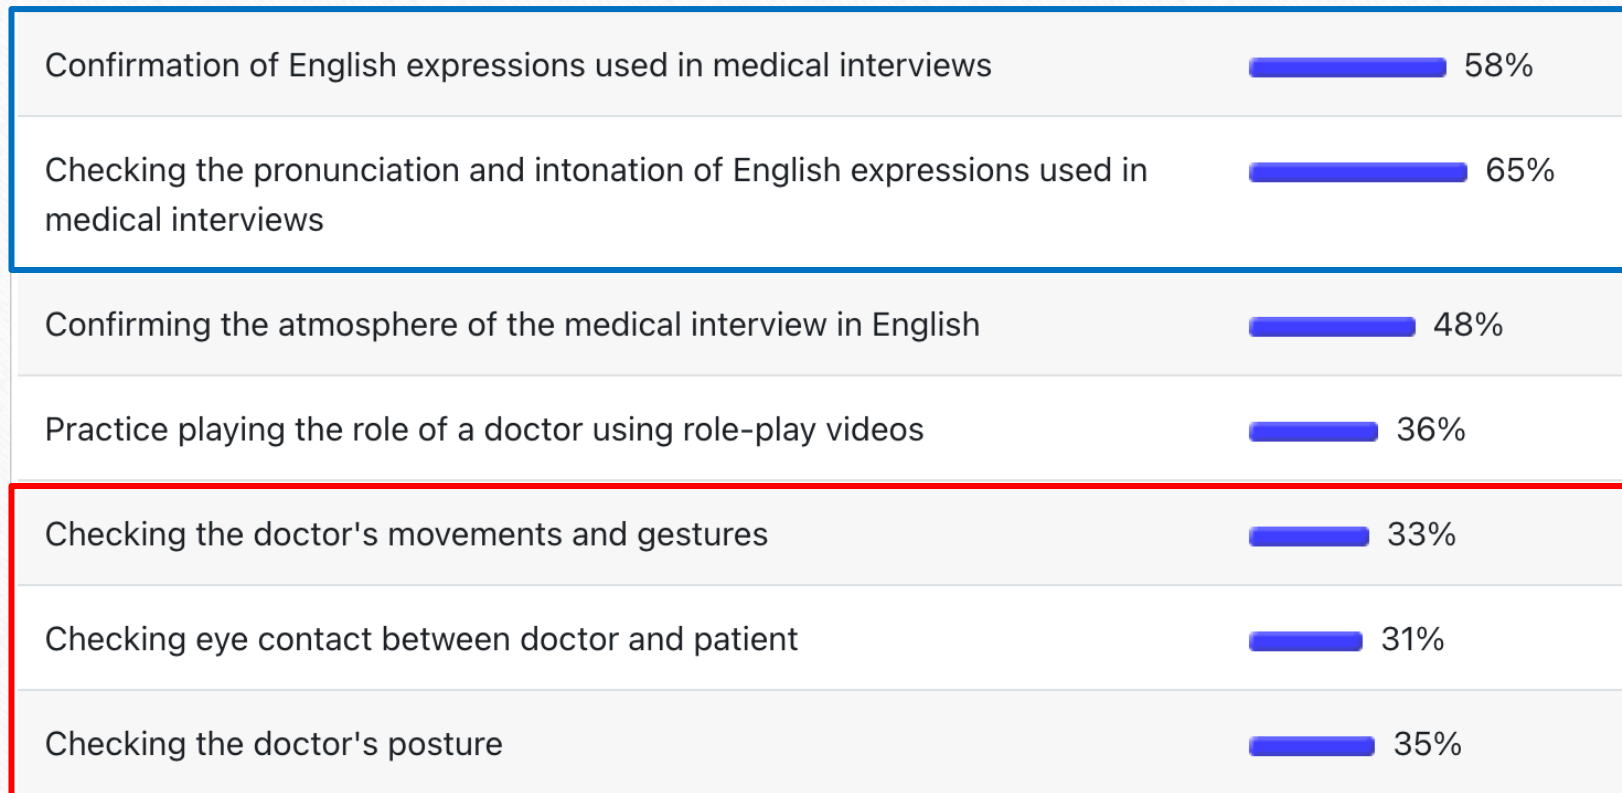 Confirmation of English expressions used in medical interviews 58%
Checking the pronunciation and intonation of English expressions used in 65%
medical interviews
Confirming the atmosphere of the medical interview in English 48%
Practice playing the role of a doctor using role-play videos 36%
Checking the doctor's movements and gestures 33%
Checking eye contact between doctor and patient 31%
Checking the doctor's posture 35%